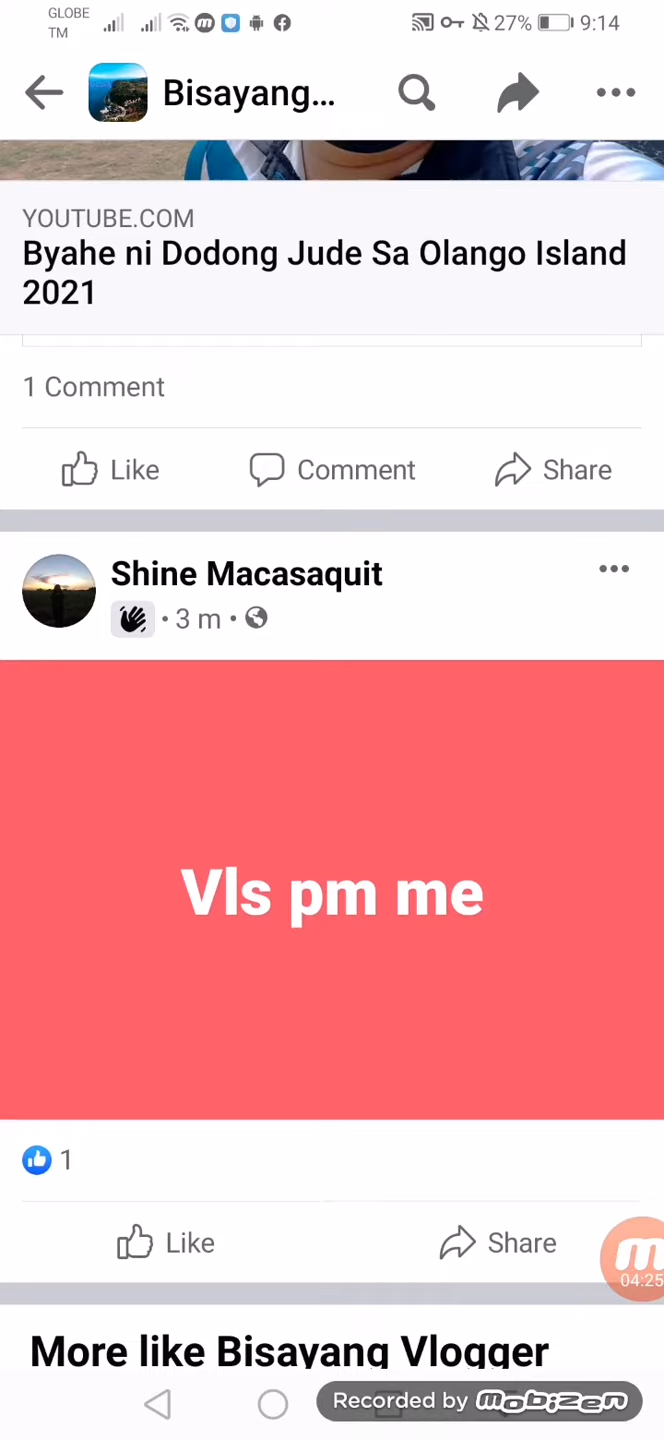 GLOBE
TM
27% 9:14
Bisayang...
YOUTUBE.COM
Byahe ni Dodong Jude Sa Olango Island
2021
1 Comment
Like Comment Share
Shine Macasaquit
• 3 m •
Vls pm me
1
Like Share
04:25
More like Bisayang Vlogger
Recorded by mobizen